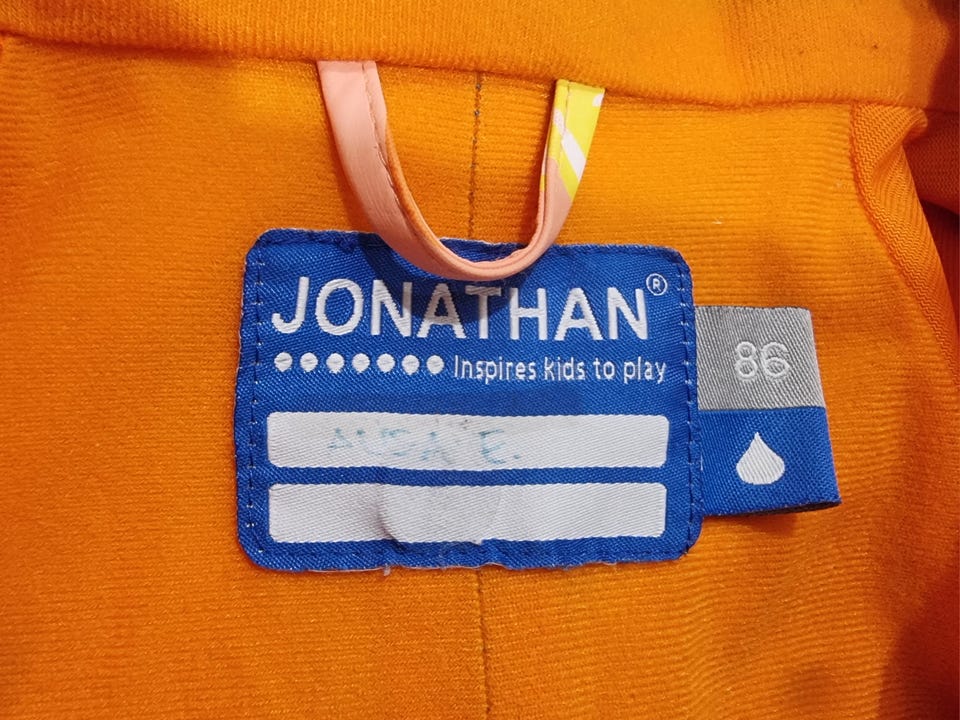 JONATHAN®
Inspires kids to play
86
E.